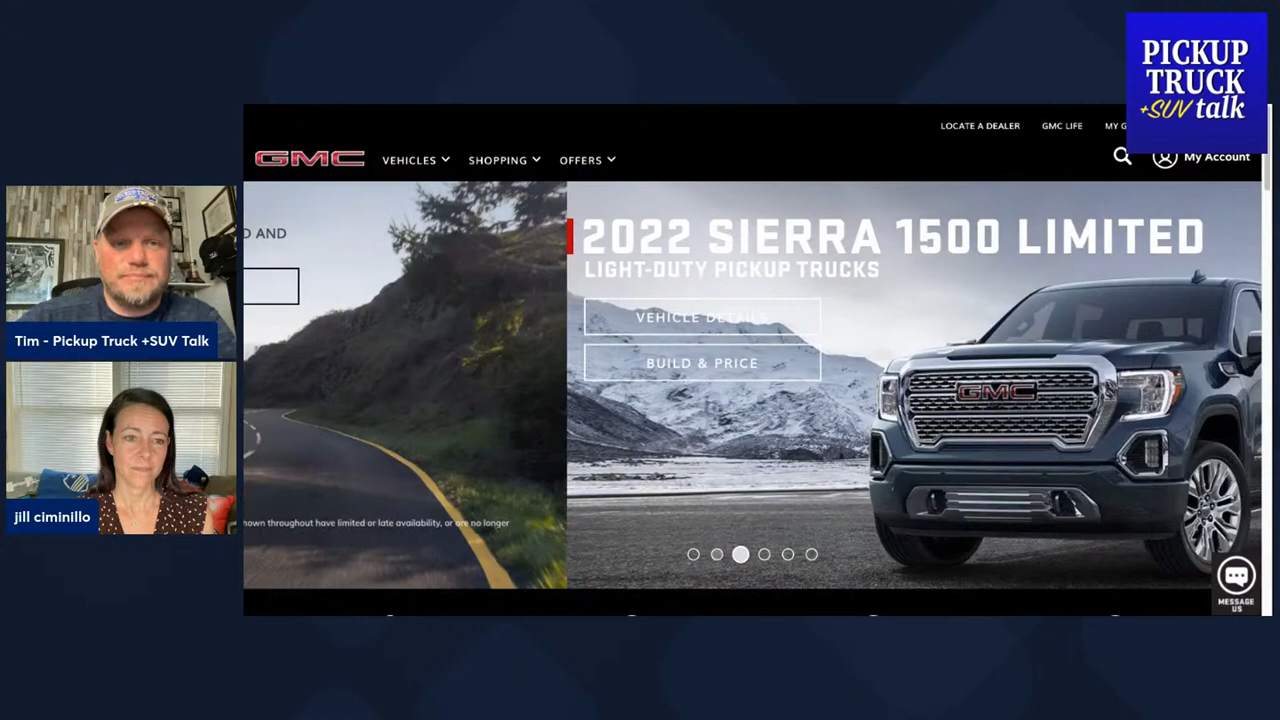 PICKUP
TRUCK
+SUV talk
LOCATE A DEALER GMC LIFE MY G
GMC VEHICLES SHOPPING OFFERS My Account
D AND
2022 SIERRA 1500 LIMITED
LIGHT-DUTY PICKUP TRUCKS
VEHICLE DETAILS
BUILD & PRICE
GMC
Tim - Pickup Truck +SUV Talk
jill ciminillo
hown throughout have limited or late availability, or are no longer
MESSAGE
US